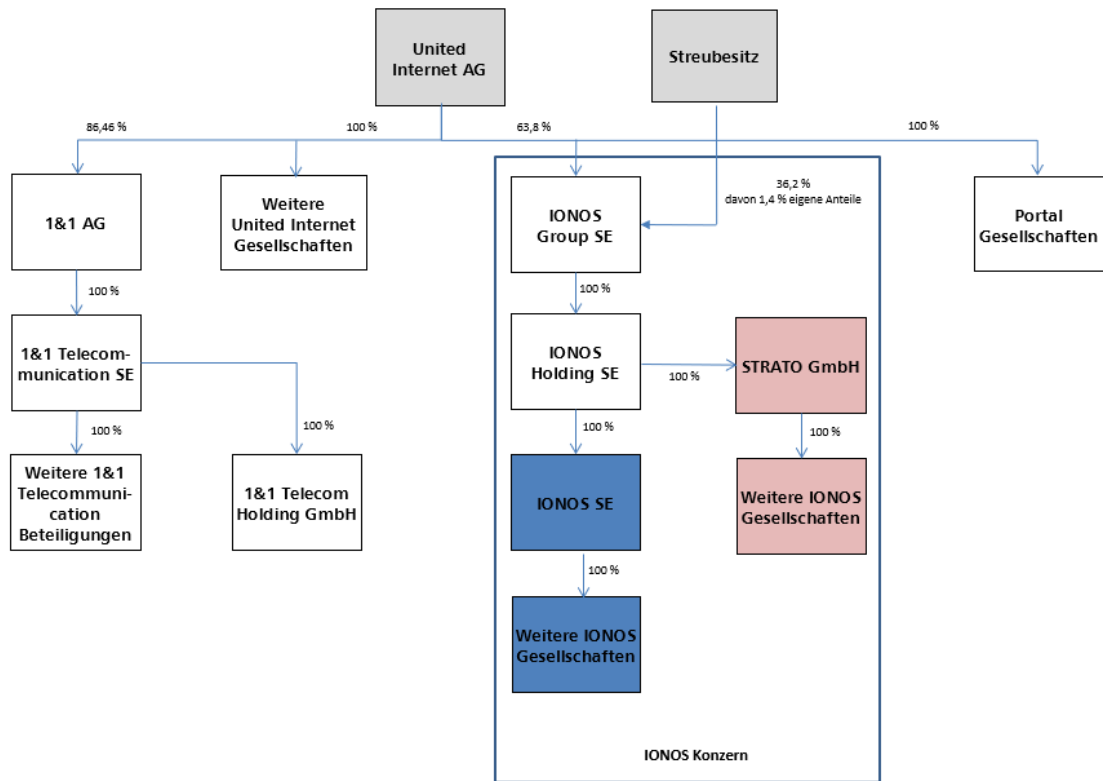 United
Internet AG
Streubesitz
86,46 %
100 %
63,8 %
100 %
1&1 AG
Weitere
United Internet
Gesellschaften
IONOS
Group SE
36,2 %
davon 1,4 % eigene Anteile
Portal
Gesellschaften
100 %
100 %
1&1 Telecom-
munication SE
IONOS
Holding SE
100 %
STRATO GmbH
100 %
100 %
100 %
100 %
Weitere 1&1
Telecommuni-
cation
Beteiligungen
1&1 Telecom
Holding GmbH
IONOS SE
Weitere IONOS
Gesellschaften
100 %
Weitere IONOS
Gesellschaften
IONOS Konzern